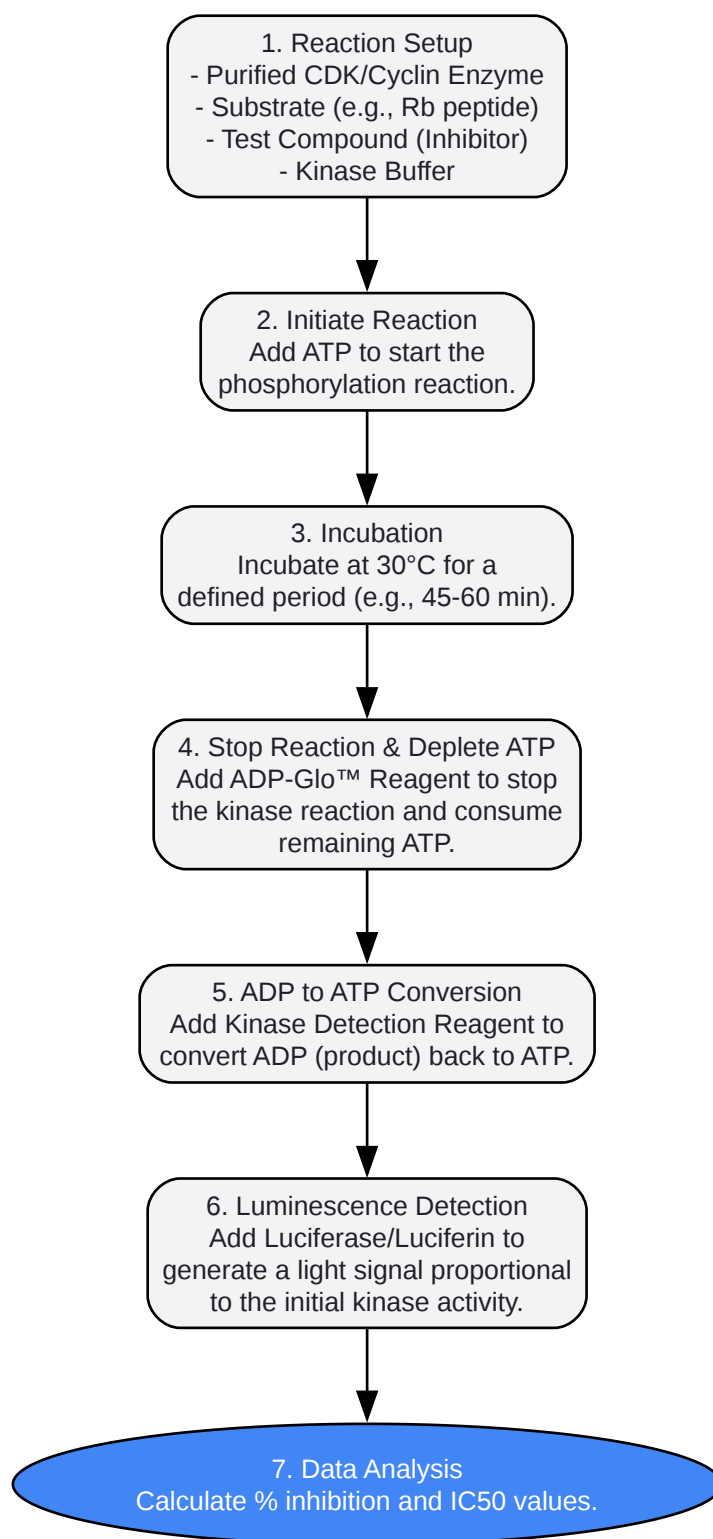 1. Reaction Setup
- Purified CDK/Cyclin Enzyme
- Substrate (e.g., Rb peptide)
- Test Compound (Inhibitor)
- Kinase Buffer
2. Initiate Reaction
Add ATP to start the
phosphorylation reaction.
3. Incubation
Incubate at 30°C for a
defined period (e.g., 45-60 min).
4. Stop Reaction & Deplete ATP
Add ADP-Glo™ Reagent to stop
the kinase reaction and consume
remaining ATP.
5. ADP to ATP Conversion
Add Kinase Detection Reagent to
convert ADP (product) back to ATP.
6. Luminescence Detection
Add Luciferase/Luciferin to
generate a light signal proportional
to the initial kinase activity.
7. Data Analysis
Calculate % inhibition and IC50 values.